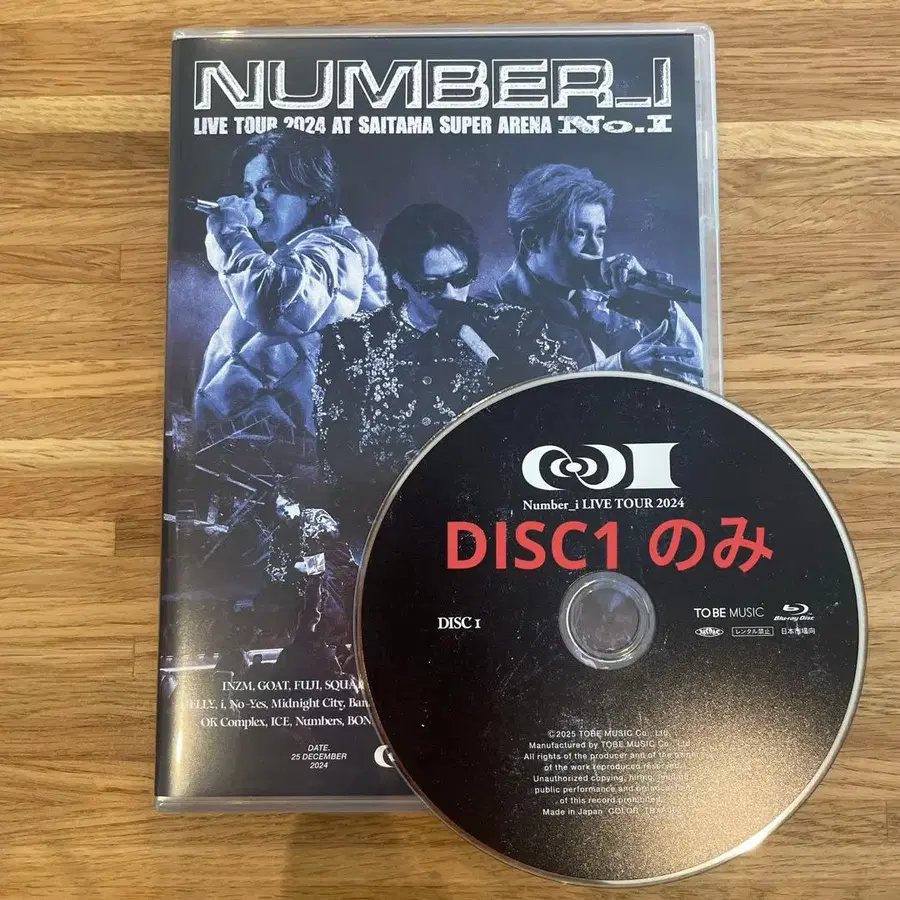 NUMBER_I
LIVE TOUR 2024 AT SAITAMA SUPER ARENA No.I
INZM, GOAT, FUJI,
i, No-Yes, Midnight City,
OK Complex, ICE, Numbers,
DATE.
25 DECEMBER
2024
Number_i LIVE TOUR 2024
DISC1 のみ
DISC 1
TOBE MUSIC
Blu-ray Disc
レンタル禁止
日本市場向
©2025 TOBE MUSIC Co., Ltd.
Manufactured by TOBE MUSIC Co., Ltd.
All rights of the producer and of the owner
of the work reproduced reserved.
Unauthorized copying, hiring, lending,
public performance and broadcasting
of this record prohibited.
Made in Japan COLOR